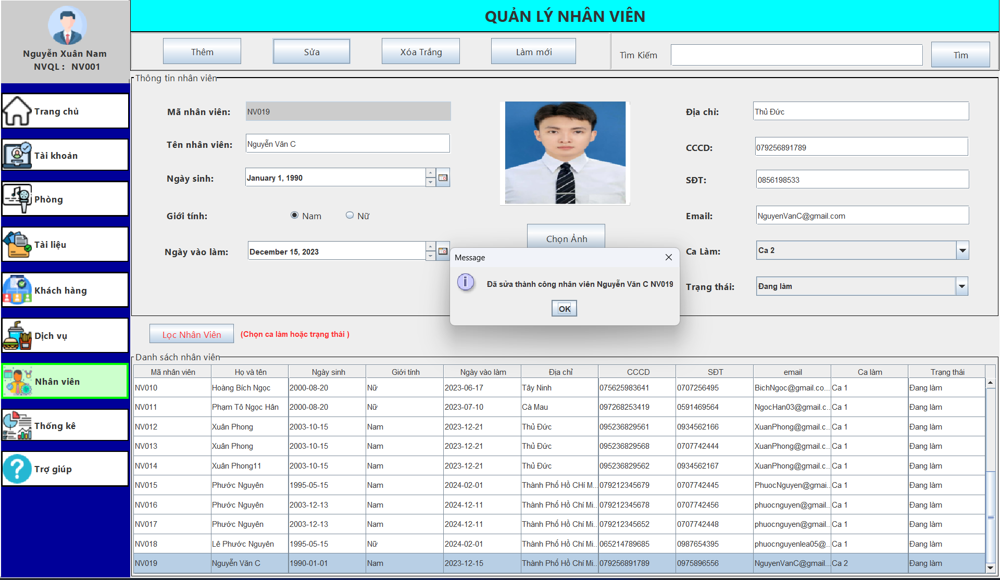 Nguyễn Xuân Nam
NVQL : NV001
Trang chủ
Tài khoản
Phòng
Tài liệu
Khách hàng
Dịch vụ
Nhân viên
Thống kê
Trợ giúp
QUẢN LÝ NHÂN VIÊN
Thêm Sửa Xóa Trắng Làm mới Tìm Kiếm Tìm
Thông tin nhân viên
Mã nhân viên: NV019
Tên nhân viên: Nguyễn Văn C
Ngày sinh: January 1, 1990
Giới tính: Nam Nữ
Ngày vào làm: December 15, 2023
Chọn Ảnh
Địa chỉ: Thủ Đức
CCCD: 079256891789
SĐT: 0856198533
Email: NguyenVanC@gmail.com
Ca Làm: Ca 2
Trạng thái: Đang làm
Message
Đã sửa thành công nhân viên Nguyễn Văn C NV019
OK
Lọc Nhân Viên (Chọn ca làm hoặc trạng thái )
Danh sách nhân viên
Mã nhân viên Họ và tên Ngày sinh Giới tính Ngày vào làm Địa chỉ CCCD SĐT email Ca làm Trạng thái
NV010 Hoàng Bích Ngọc 2000-08-20 Nữ 2023-06-17 Tây Ninh 075625983641 0707256495 BichNgoc@gmail.co... Ca 1 Đang làm
NV011 Phạm Tô Ngọc Hân 2000-08-20 Nữ 2023-07-10 Cà Mau 097268253419 0591469564 NgocHan03@gmail.c... Ca 1 Đang làm
NV012 Xuân Phong 2003-10-15 Nam 2023-12-21 Thủ Đức 095236829561 0934562166 XuanPhong@gmail.c... Ca 1 Đang làm
NV013 Xuân Phong 2003-10-15 Nam 2023-12-21 Thủ Đức 095236829568 0707742444 XuanPhong@gmail.c... Ca 1 Đang làm
NV014 Xuân Phong11 2003-10-15 Nam 2023-12-21 Thủ Đức 095236829562 0934562167 XuanPhong@gmail.c... Ca 1 Đang làm
NV015 Phước Nguyên 1995-05-15 Nam 2024-02-01 Thành Phố Hồ CHí M... 079212345679 0707742445 PhuocNguyen@gmai... Ca 1 Đang làm
NV016 Phước Nguyên 2003-12-13 Nam 2024-12-11 Thành Phố Hồ Chí Mi... 079212345678 0707742456 phuocnguyen@gmail... Ca 1 Đang làm
NV017 Phước Nguyên 2003-12-13 Nam 2024-12-11 Thành Phố Hồ Chí Mi... 079212345652 0707742448 phuocnguyen@gmail... Ca 1 Đang làm
NV018 Lê Phước Nguyên 1995-05-15 Nữ 2024-02-01 Thành Phố Hồ Chí Mi... 065214789685 0987654395 phuocnguyenlea05@... Ca 1 Đang làm
NV019 Nguyễn Văn C 1990-01-01 Nam 2023-12-15 Thành Phố Hồ Chí Mi... 079256891789 0975896556 NguyenVanC@gmail... Ca 2 Đang làm